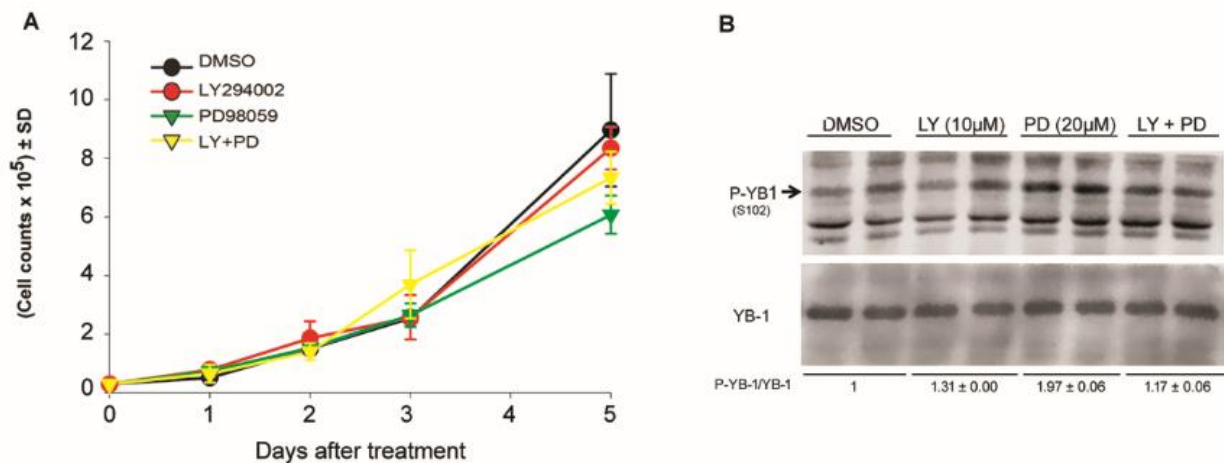 A
12
10
8
6
4
2
0
(Cell counts x 10⁵) ± SD
DMSO
LY294002
PD98059
LY+PD
0 1 2 3 4 5
Days after treatment
B
DMSO LY (10µM) PD (20µM) LY + PD
P-YB1
(S102)
YB-1
P-YB-1/YB-1 1 1.31 ± 0.00 1.97 ± 0.06 1.17 ± 0.06